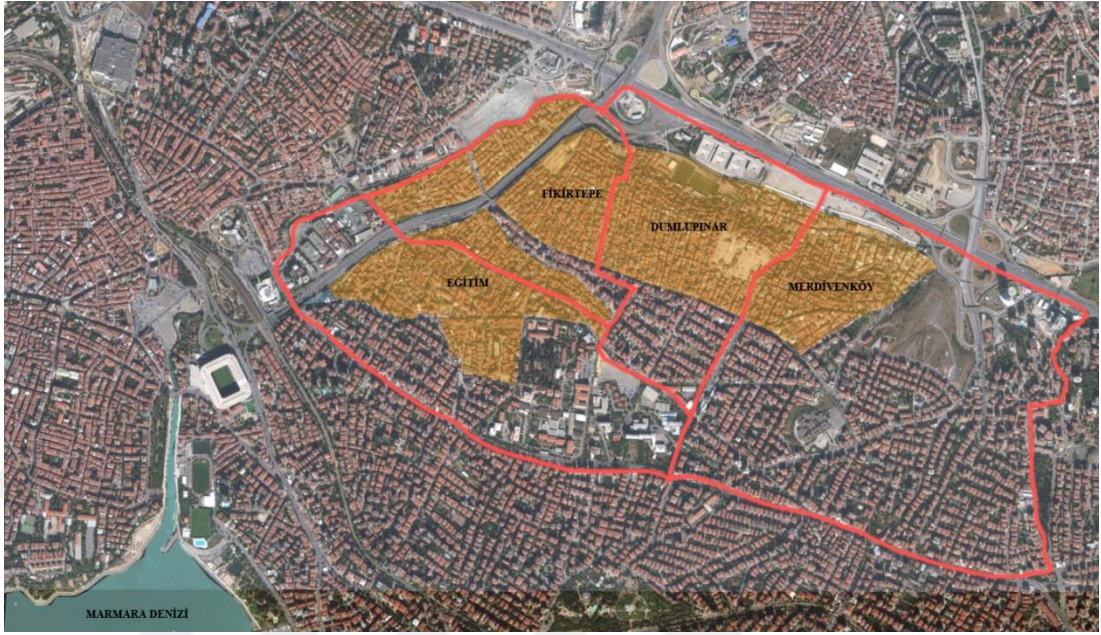 FİKİRTEPE
DUMLUPINAR
EĞİTİM
MERDİVENKÖY
MARMARA DENİZİ